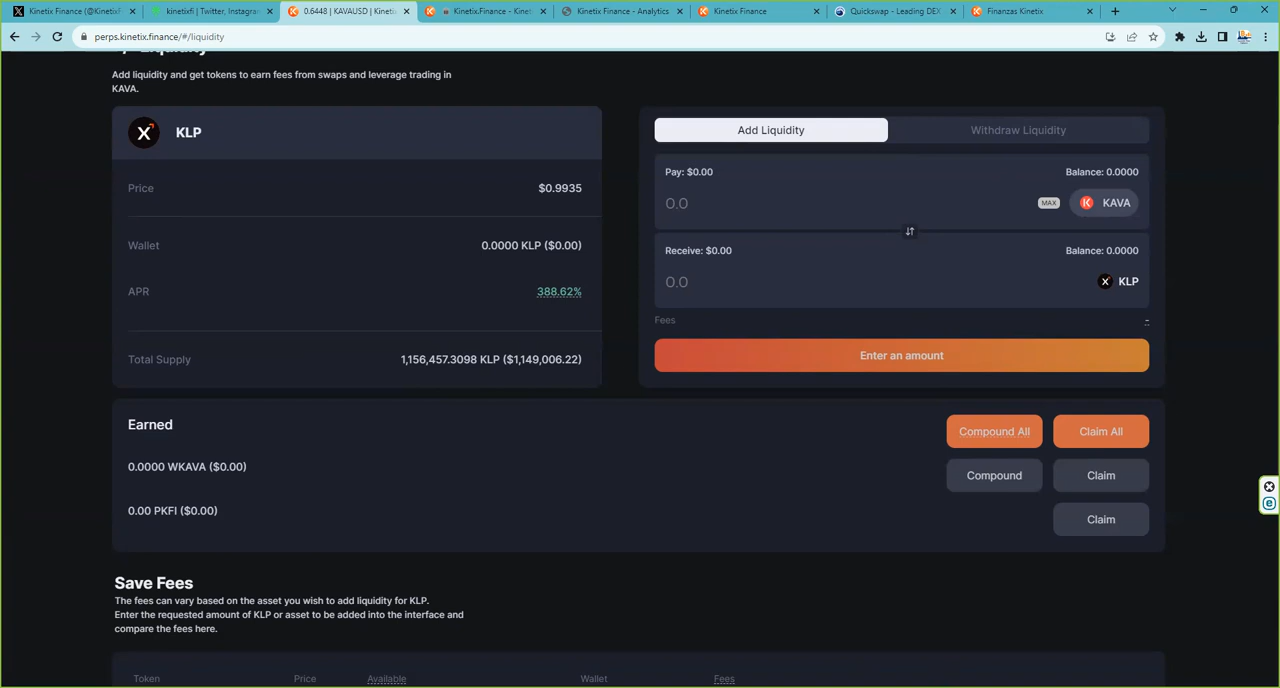 Kinetix Finance (@KinetixF
kinetixfi | Twitter, Instagram
0.6448 | KAVAUSD | Kineti
Kinetix.Finance - Kinet
Kinetix Finance - Analytics
Kinetix Finance
Quickswap - Leading DEX
Finanzas Kinetix
perps.kinetix.finance/#/liquidity
Liquidity
Add liquidity and get tokens to earn fees from swaps and leverage trading in
KAVA.
KLP
Price
$0.9935
Wallet
0.0000 KLP ($0.00)
APR
388.62%
Total Supply
1,156,457.3098 KLP ($1,149,006.22)
Add Liquidity
Withdraw Liquidity
Pay: $0.00
Balance: 0.0000
0.0
MAX
KAVA
Receive: $0.00
Balance: 0.0000
0.0
KLP
Fees
-
Enter an amount
Earned
Compound All
Claim All
0.0000 WKAVA ($0.00)
Compound
Claim
0.00 PKFI ($0.00)
Claim
Save Fees
The fees can vary based on the asset you wish to add liquidity for KLP.
Enter the requested amount of KLP or asset to be added into the interface and
compare the fees here.
Token
Price
Available
Wallet
Fees